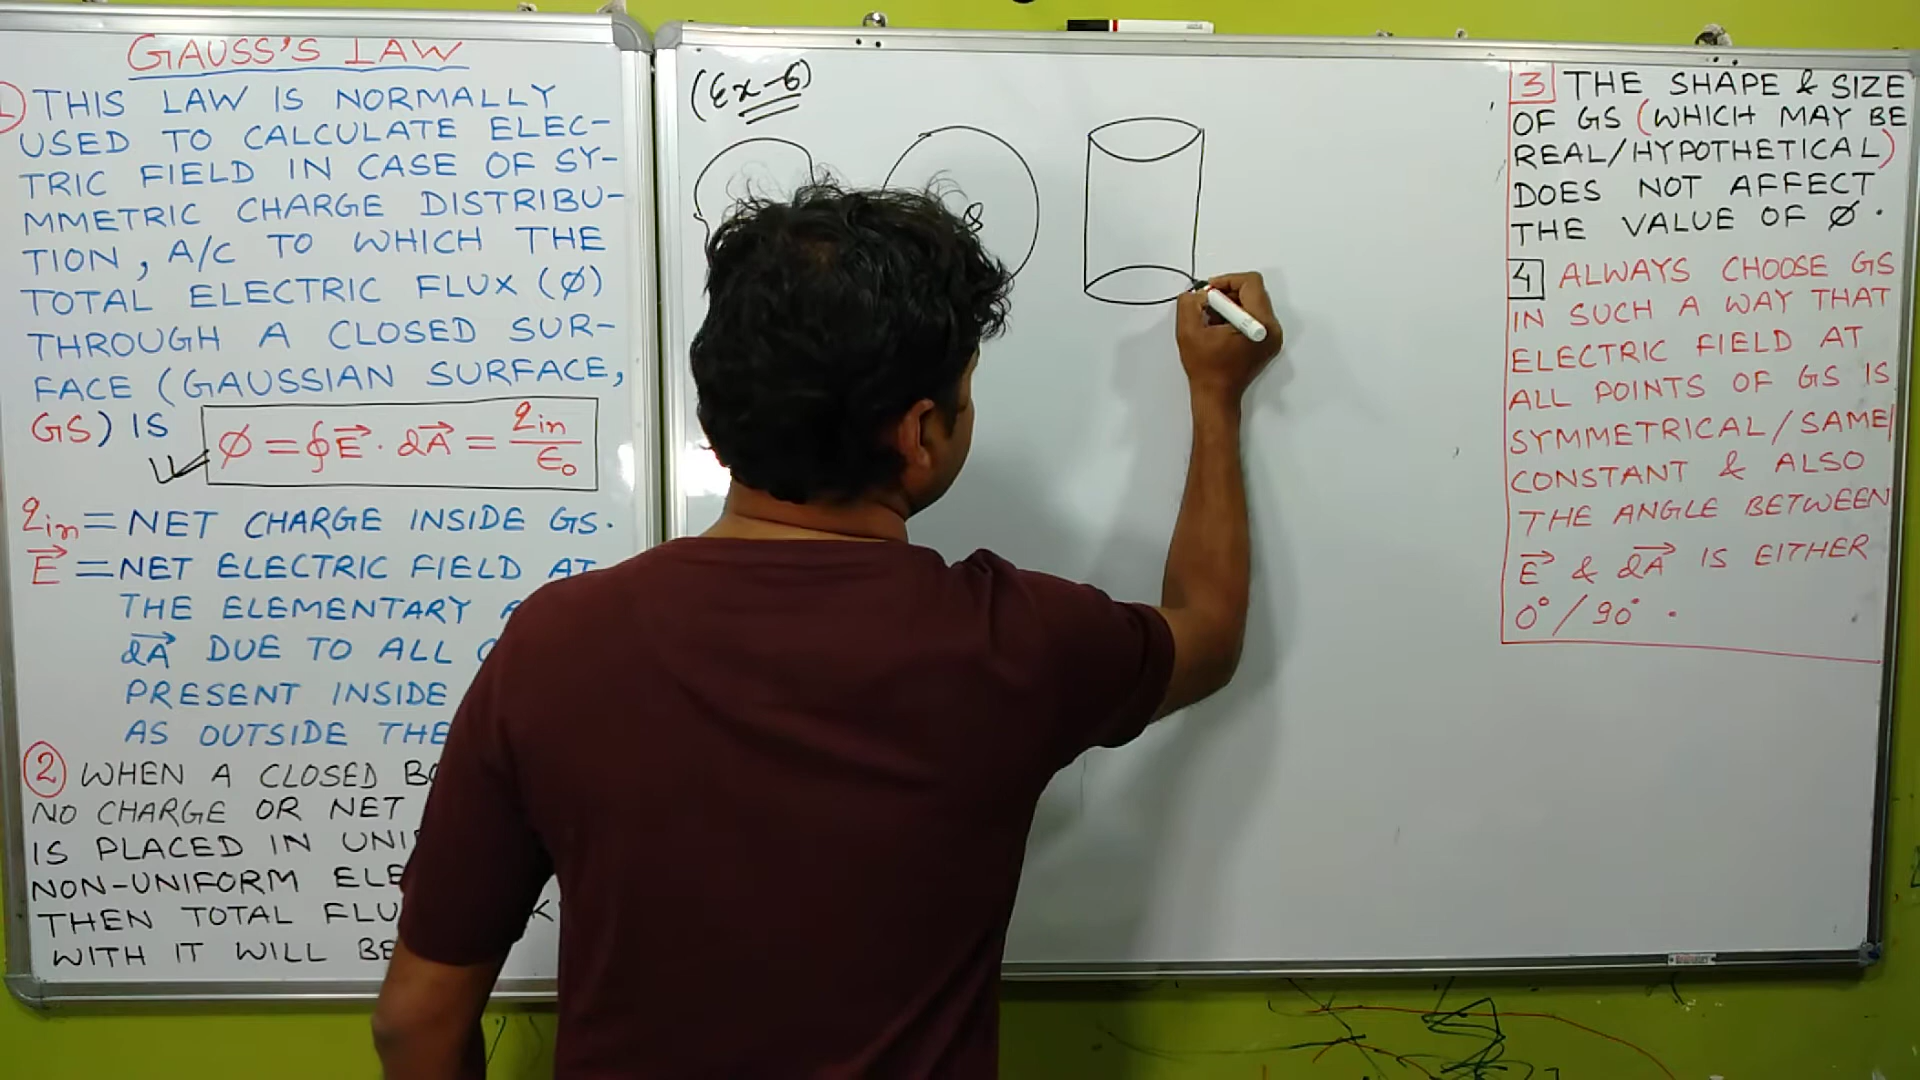 GAUSS'S LAW
1 THIS LAW IS NORMALLY
USED TO CALCULATE ELEC-
TRIC FIELD IN CASE OF SY-
MMETRIC CHARGE DISTRIBU-
TION, A/C TO WHICH THE
TOTAL ELECTRIC FLUX (Ø)
THROUGH A CLOSED SUR-
FACE (GAUSSIAN SURFACE,
GS) IS
Ø = ∮E⃗ · dA⃗ = qin/ϵ0
qin = NET CHARGE INSIDE GS.
E⃗ = NET ELECTRIC FIELD AT
THE ELEMENTARY
dA⃗ DUE TO ALL
PRESENT INSIDE
AS OUTSIDE THE
2 WHEN A CLOSED
NO CHARGE OR NET
IS PLACED IN
NON-UNIFORM
THEN TOTAL
WITH IT WILL
(Ex-6)
3 THE SHAPE & SIZE
OF GS (WHICH MAY BE
REAL/HYPOTHETICAL)
DOES NOT AFFECT
THE VALUE OF Ø.
4 ALWAYS CHOOSE GS
IN SUCH A WAY THAT
ELECTRIC FIELD AT
ALL POINTS OF GS IS
SYMMETRICAL/SAME/
CONSTANT & ALSO
THE ANGLE BETWEEN
E⃗ & dA⃗ IS EITHER
0°/90°.